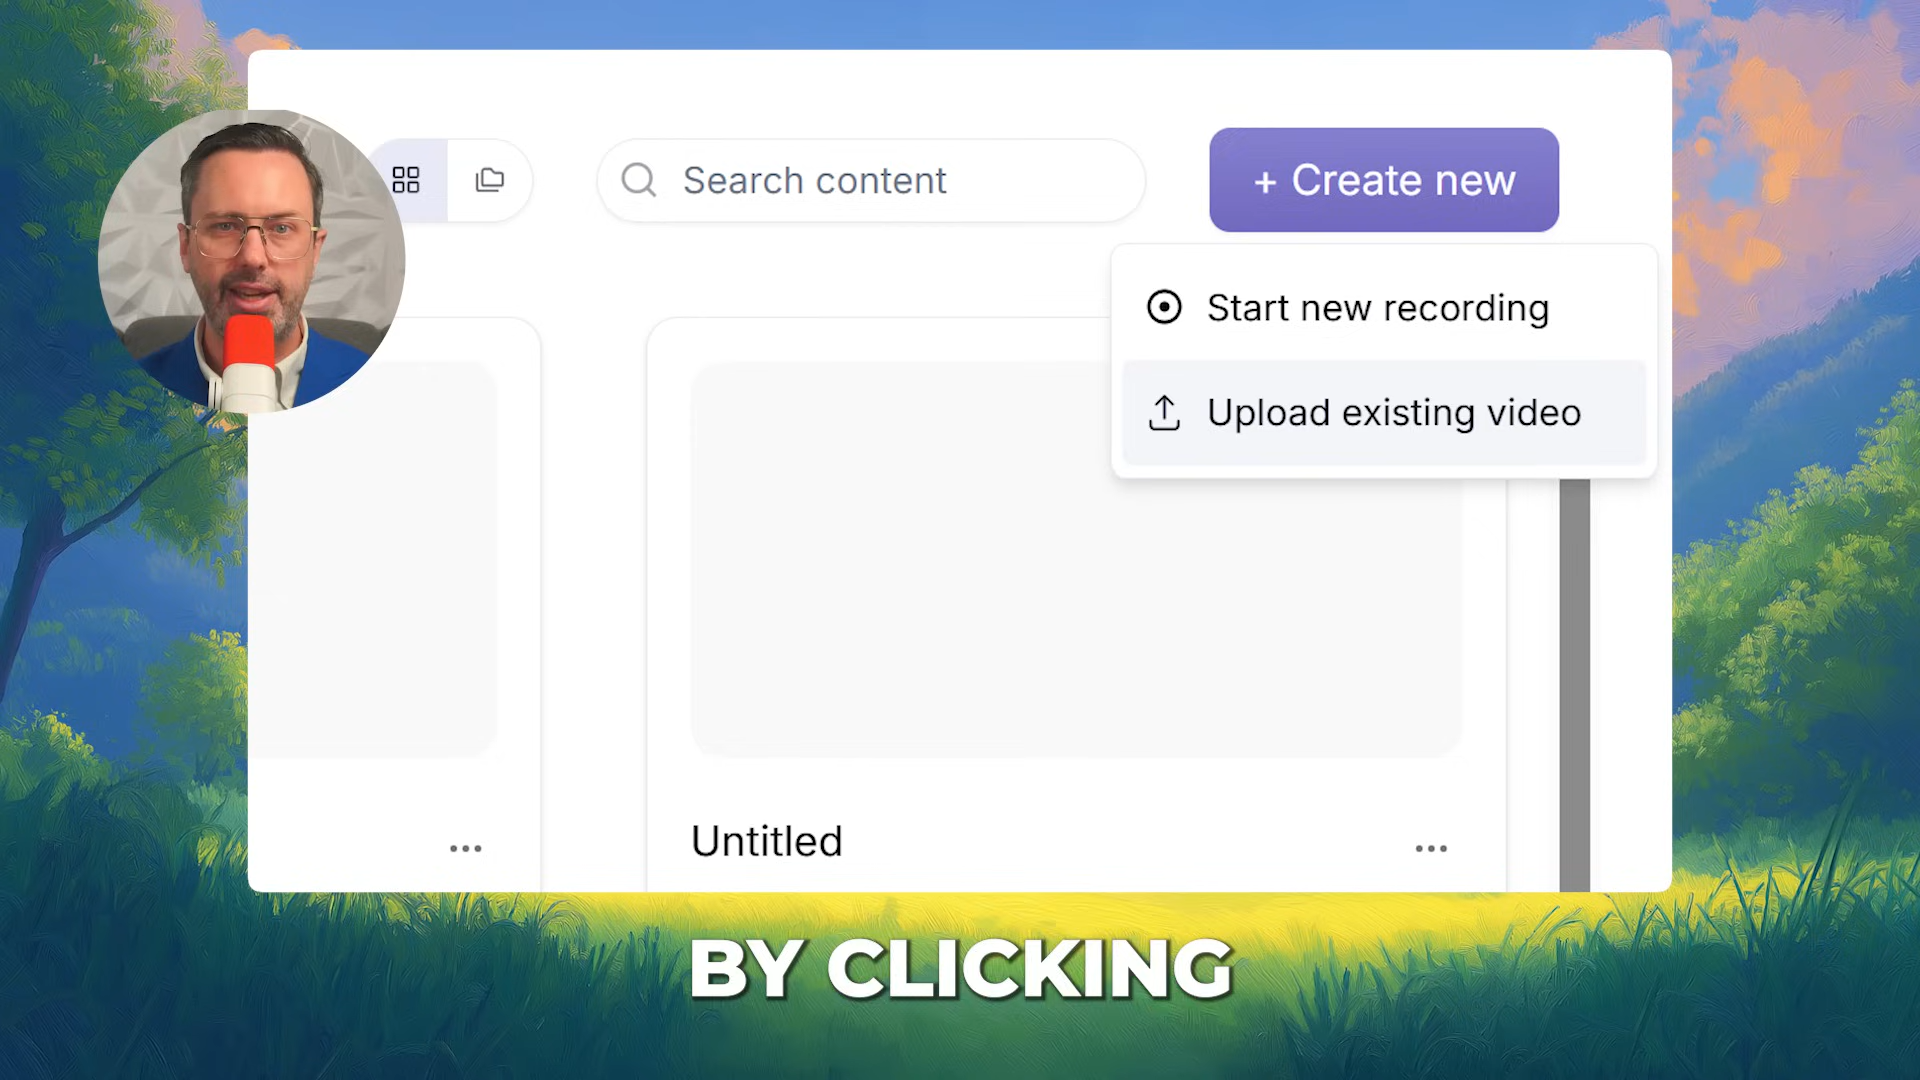 Search content
+ Create new
Start new recording
Upload existing video
Untitled
BY CLICKING